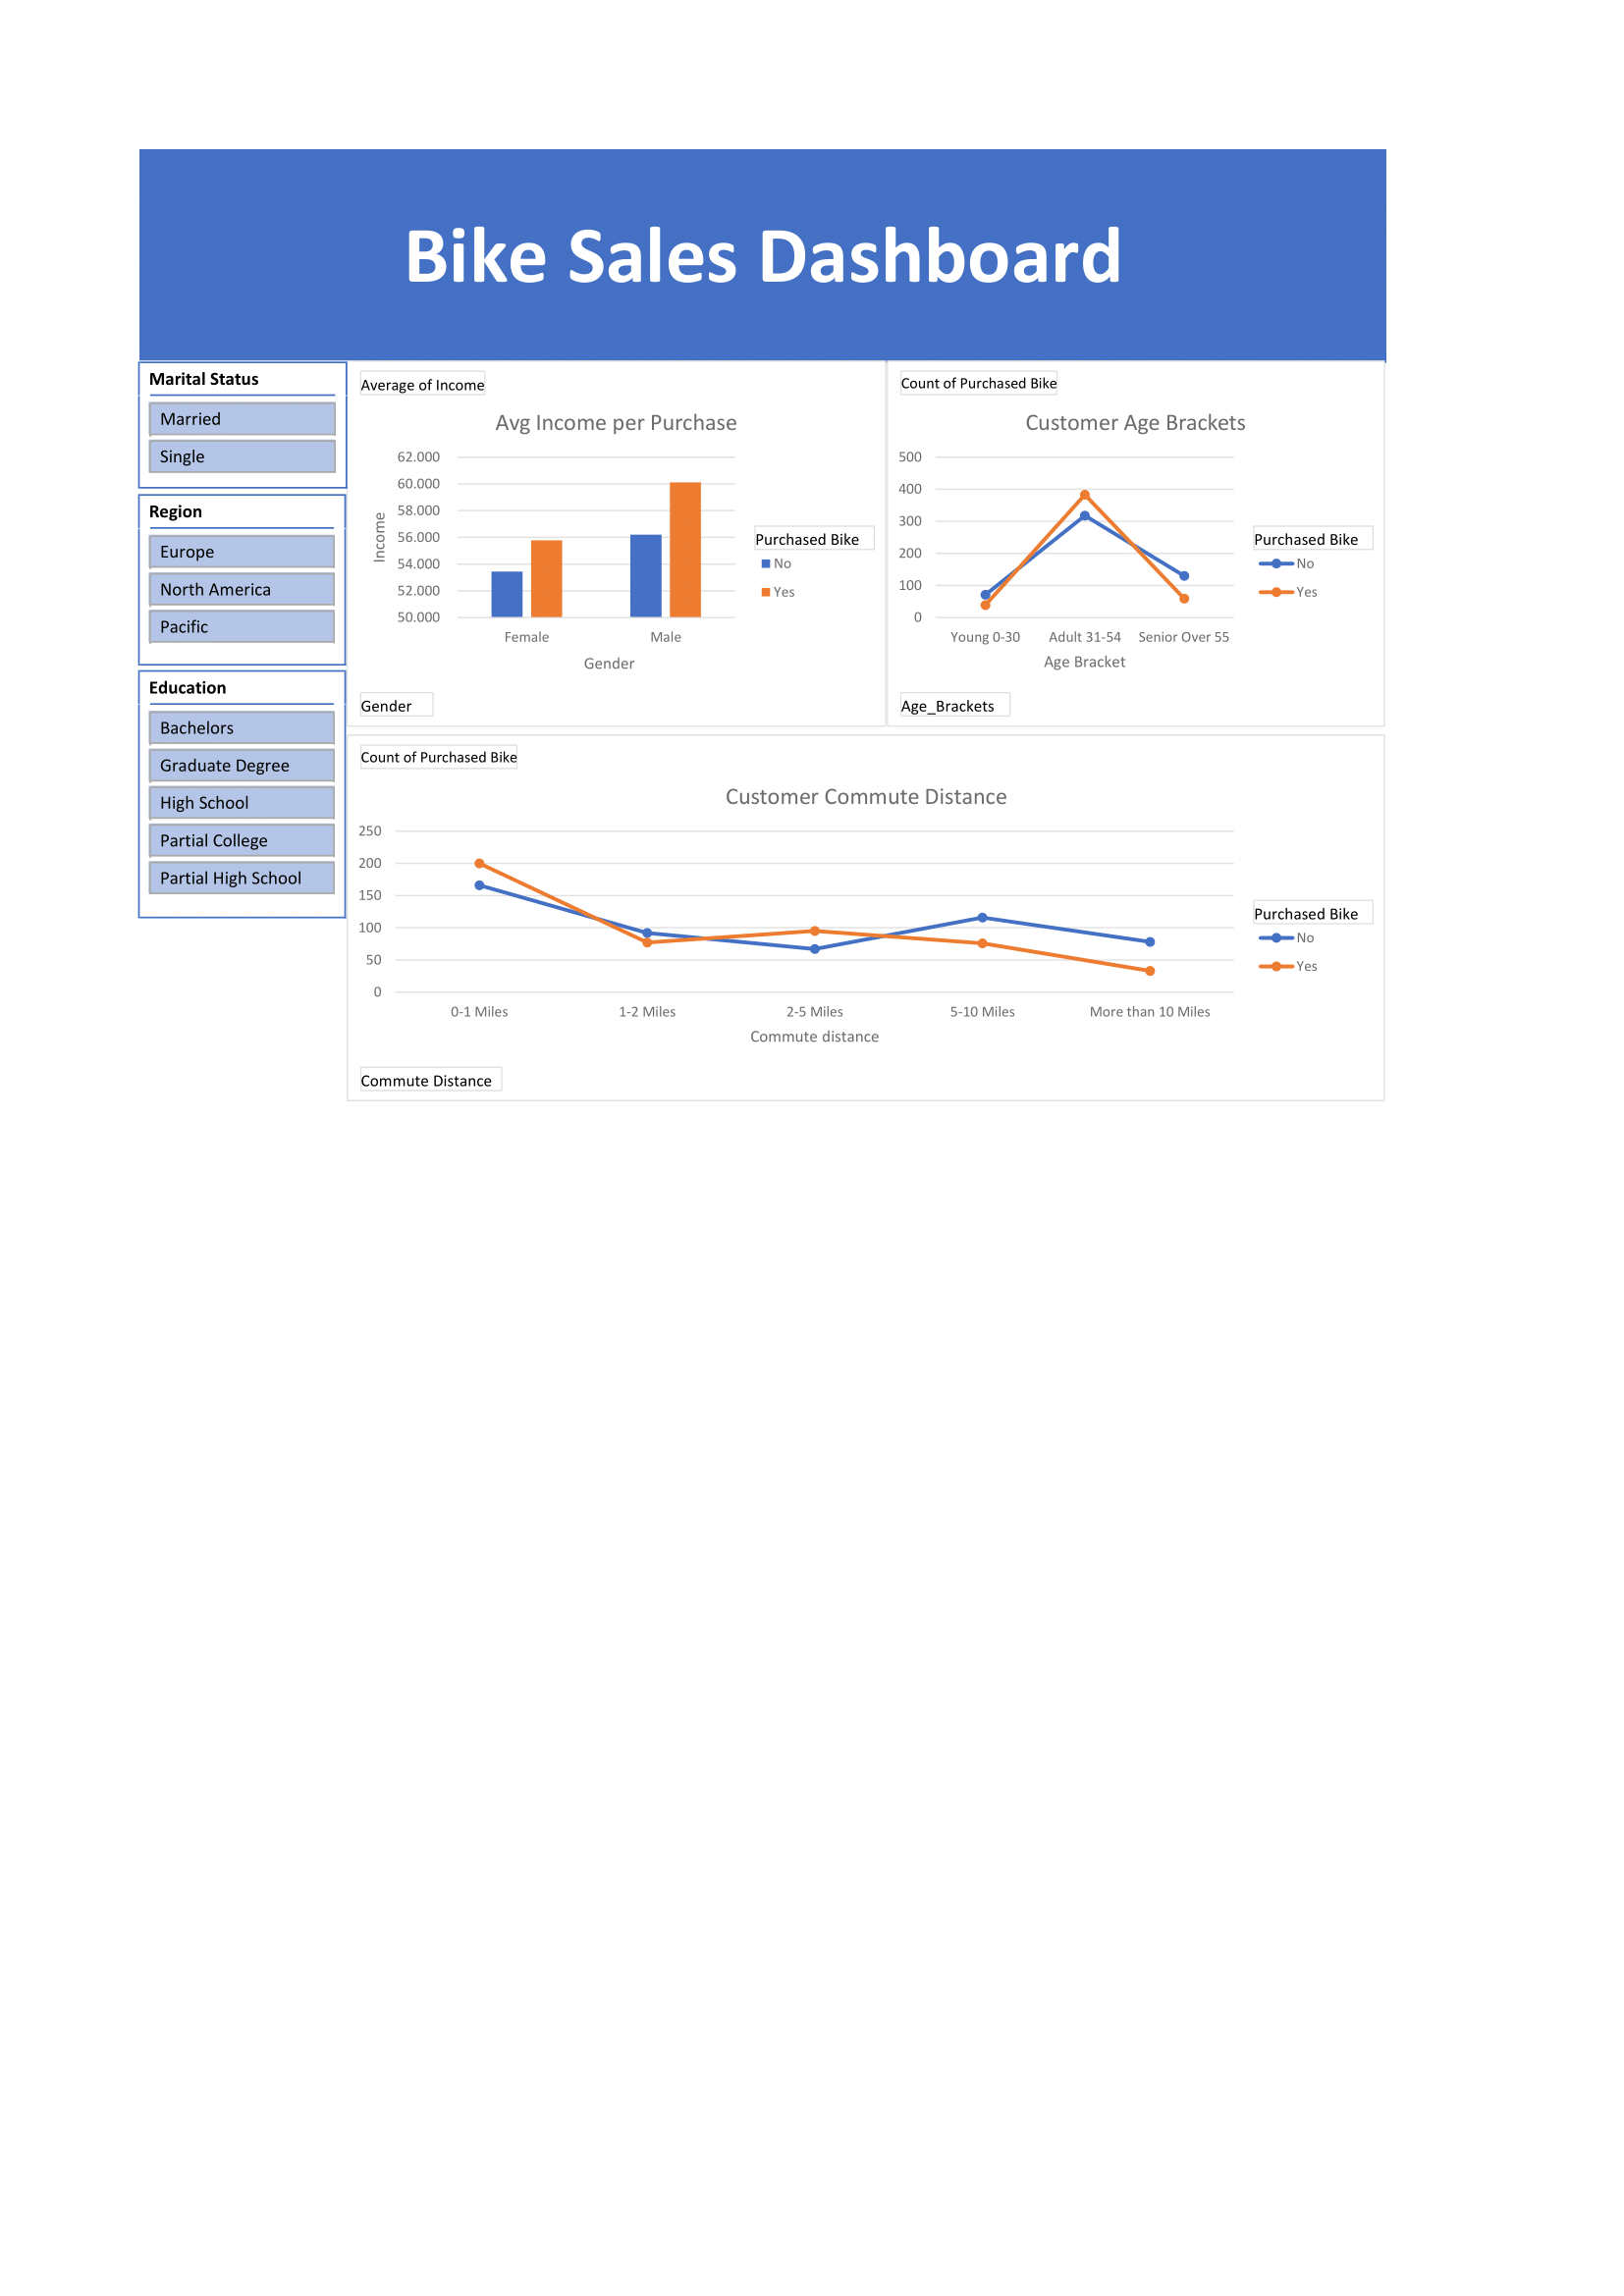 Bike Sales Dashboard
Marital Status
Married
Single
Region
Europe
North America
Pacific
Education
Bachelors
Graduate Degree
High School
Partial College
Partial High School
Average of Income
Avg Income per Purchase
62.000
60.000
58.000
56.000
54.000
52.000
50.000
Income
Female Male
Gender
Purchased Bike
No
Yes
Gender
Count of Purchased Bike
Customer Age Brackets
500
400
300
200
100
0
Young 0-30 Adult 31-54 Senior Over 55
Age Bracket
Purchased Bike
No
Yes
Age_Brackets
Count of Purchased Bike
Customer Commute Distance
250
200
150
100
50
0
0-1 Miles 1-2 Miles 2-5 Miles 5-10 Miles More than 10 Miles
Commute distance
Purchased Bike
No
Yes
Commute Distance